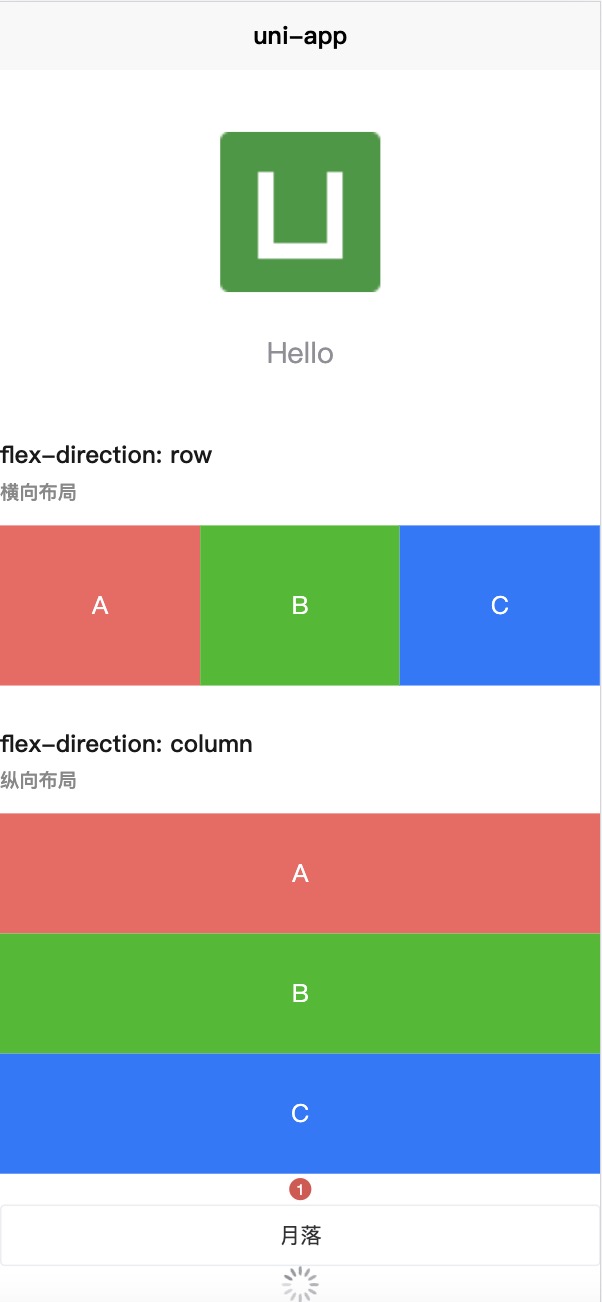 uni-app
Hello
flex-direction: row
横向布局
A
B
C
flex-direction: column
纵向布局
A
B
C
1
月落